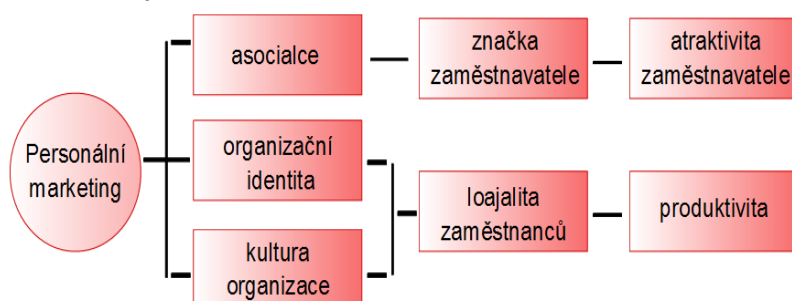 Personální
marketing
asocialce
značka
zaměstnavatele
atraktivita
zaměstnavatele
organizační
identita
kultura
organizace
loajalita
zaměstnanců
produktivita